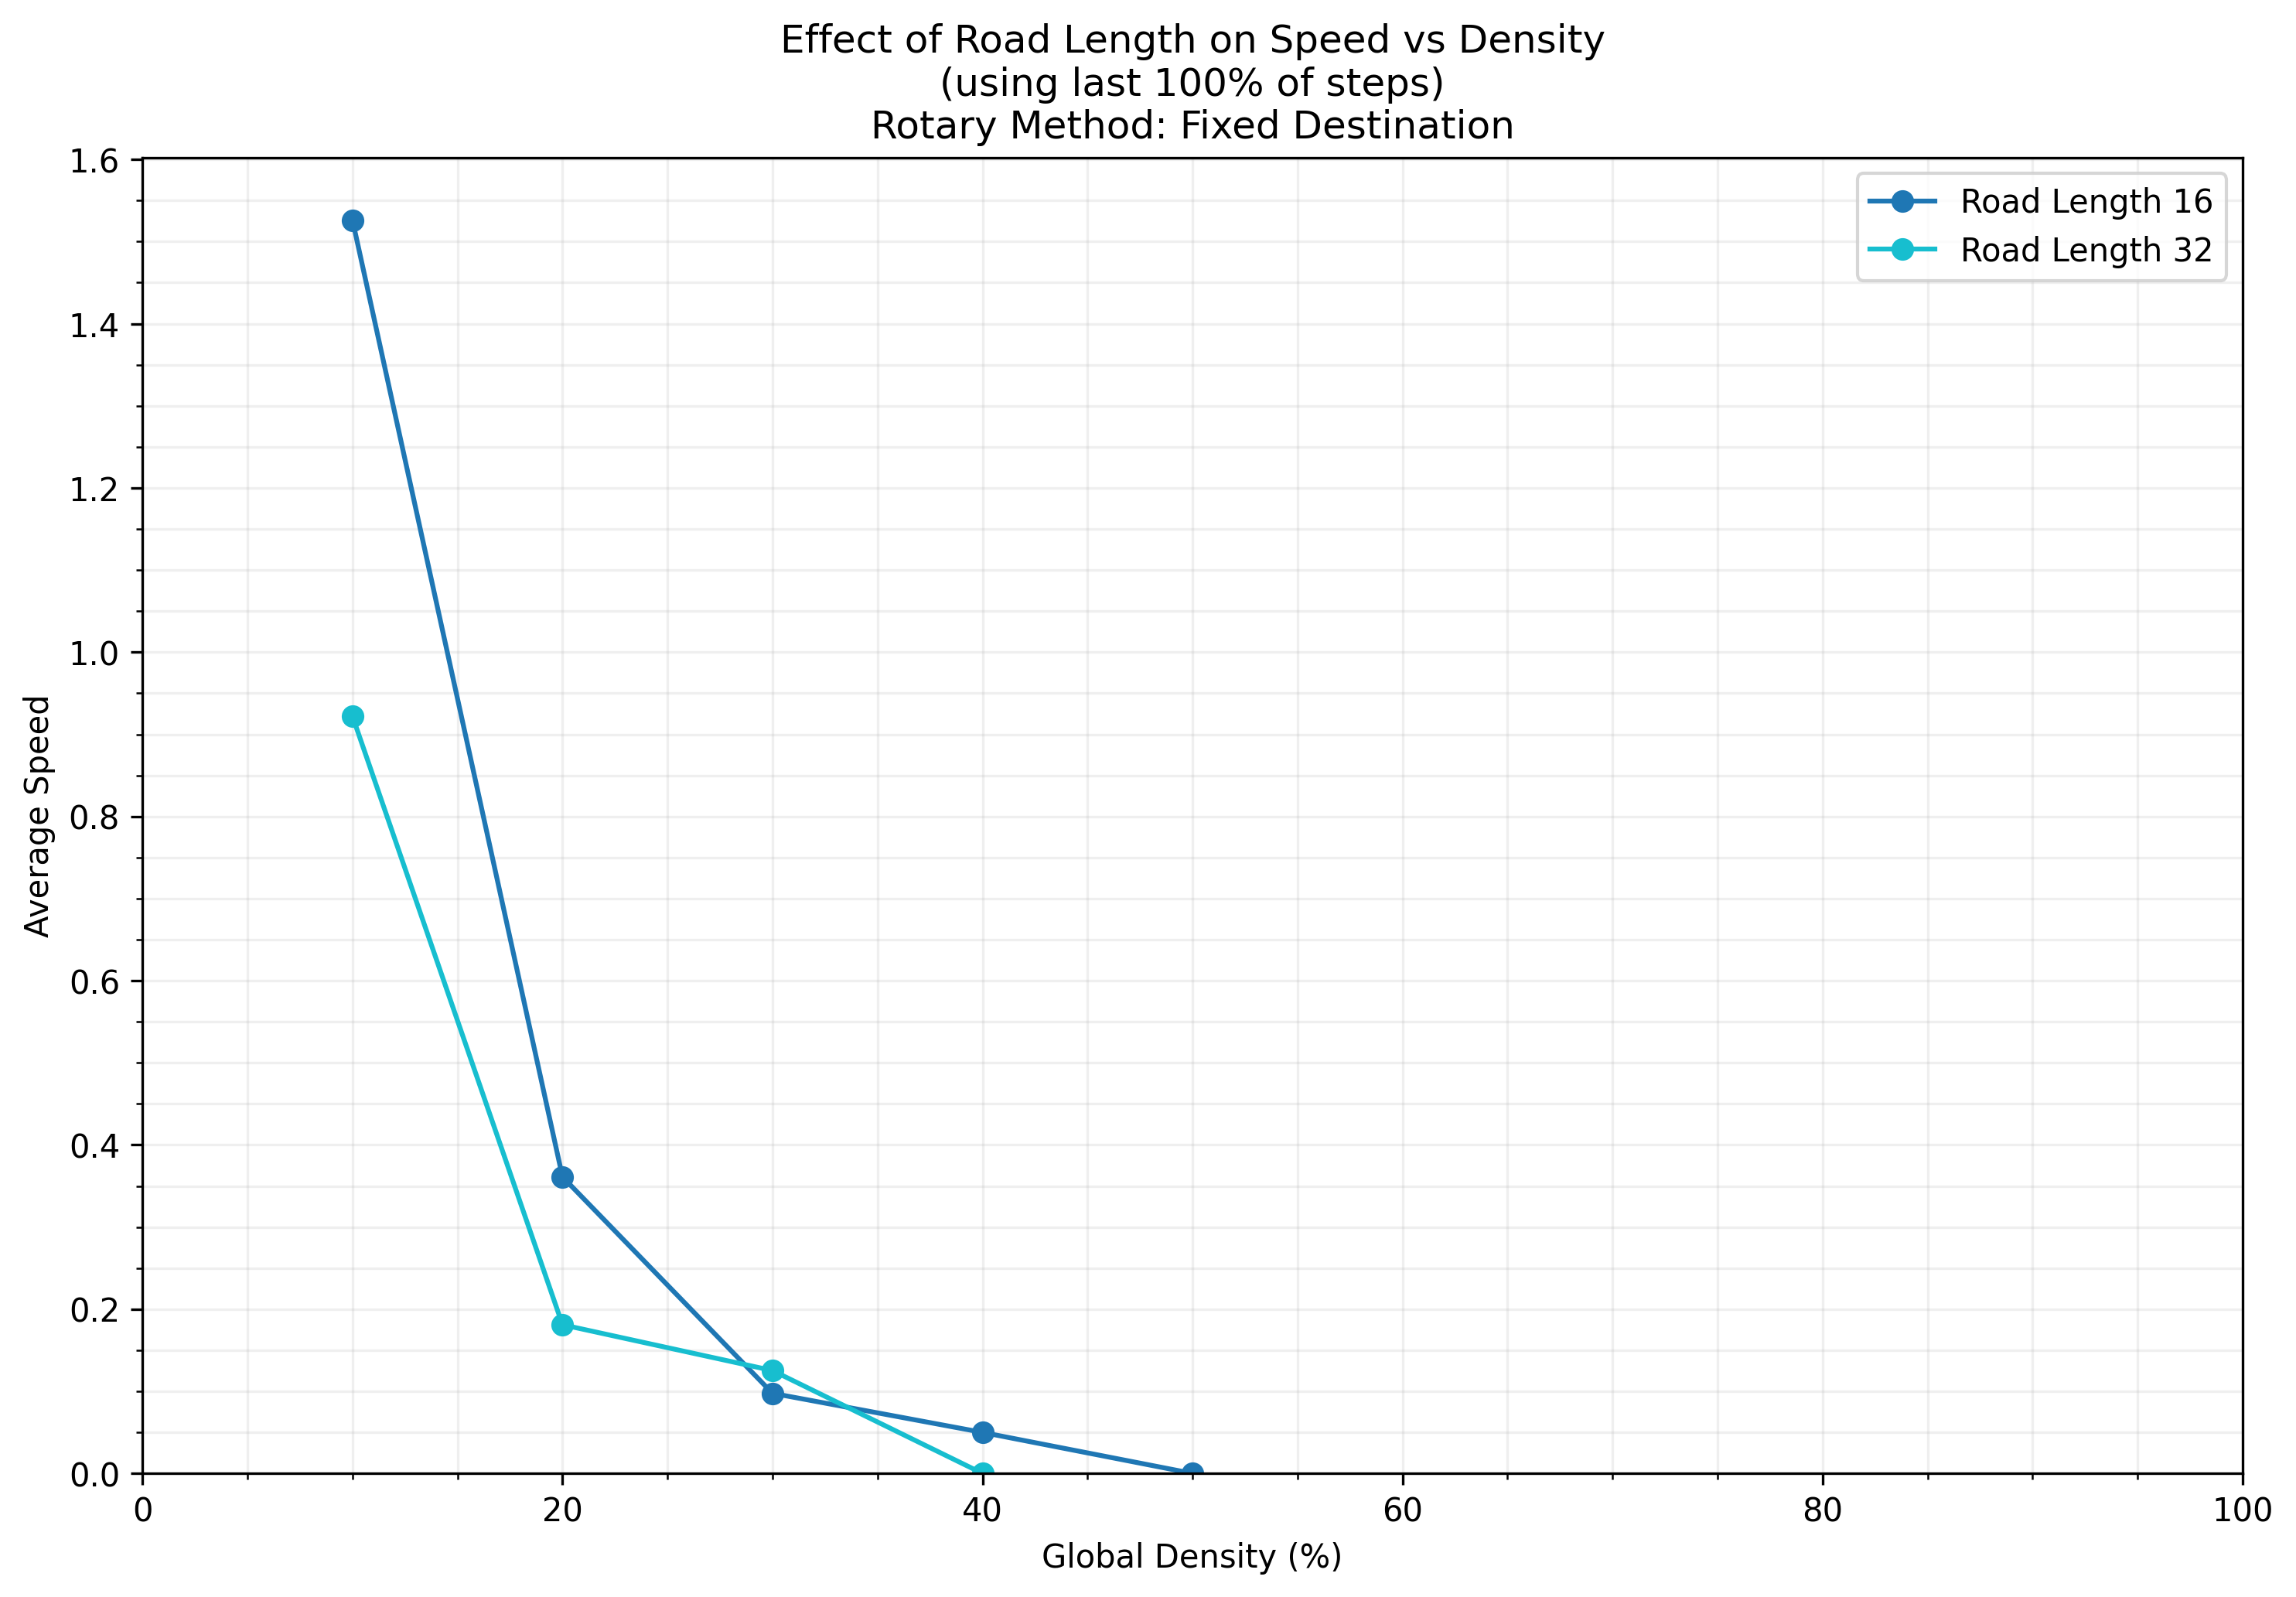 Effect of Road Length on Speed vs Density
(using last 100% of steps)
Rotary Method: Fixed Destination
Road Length 16
Road Length 32
1.6
1.4
1.2
1.0
0.8
0.6
0.4
0.2
0.0
Average Speed
0 20 40 60 80 100
Global Density (%)